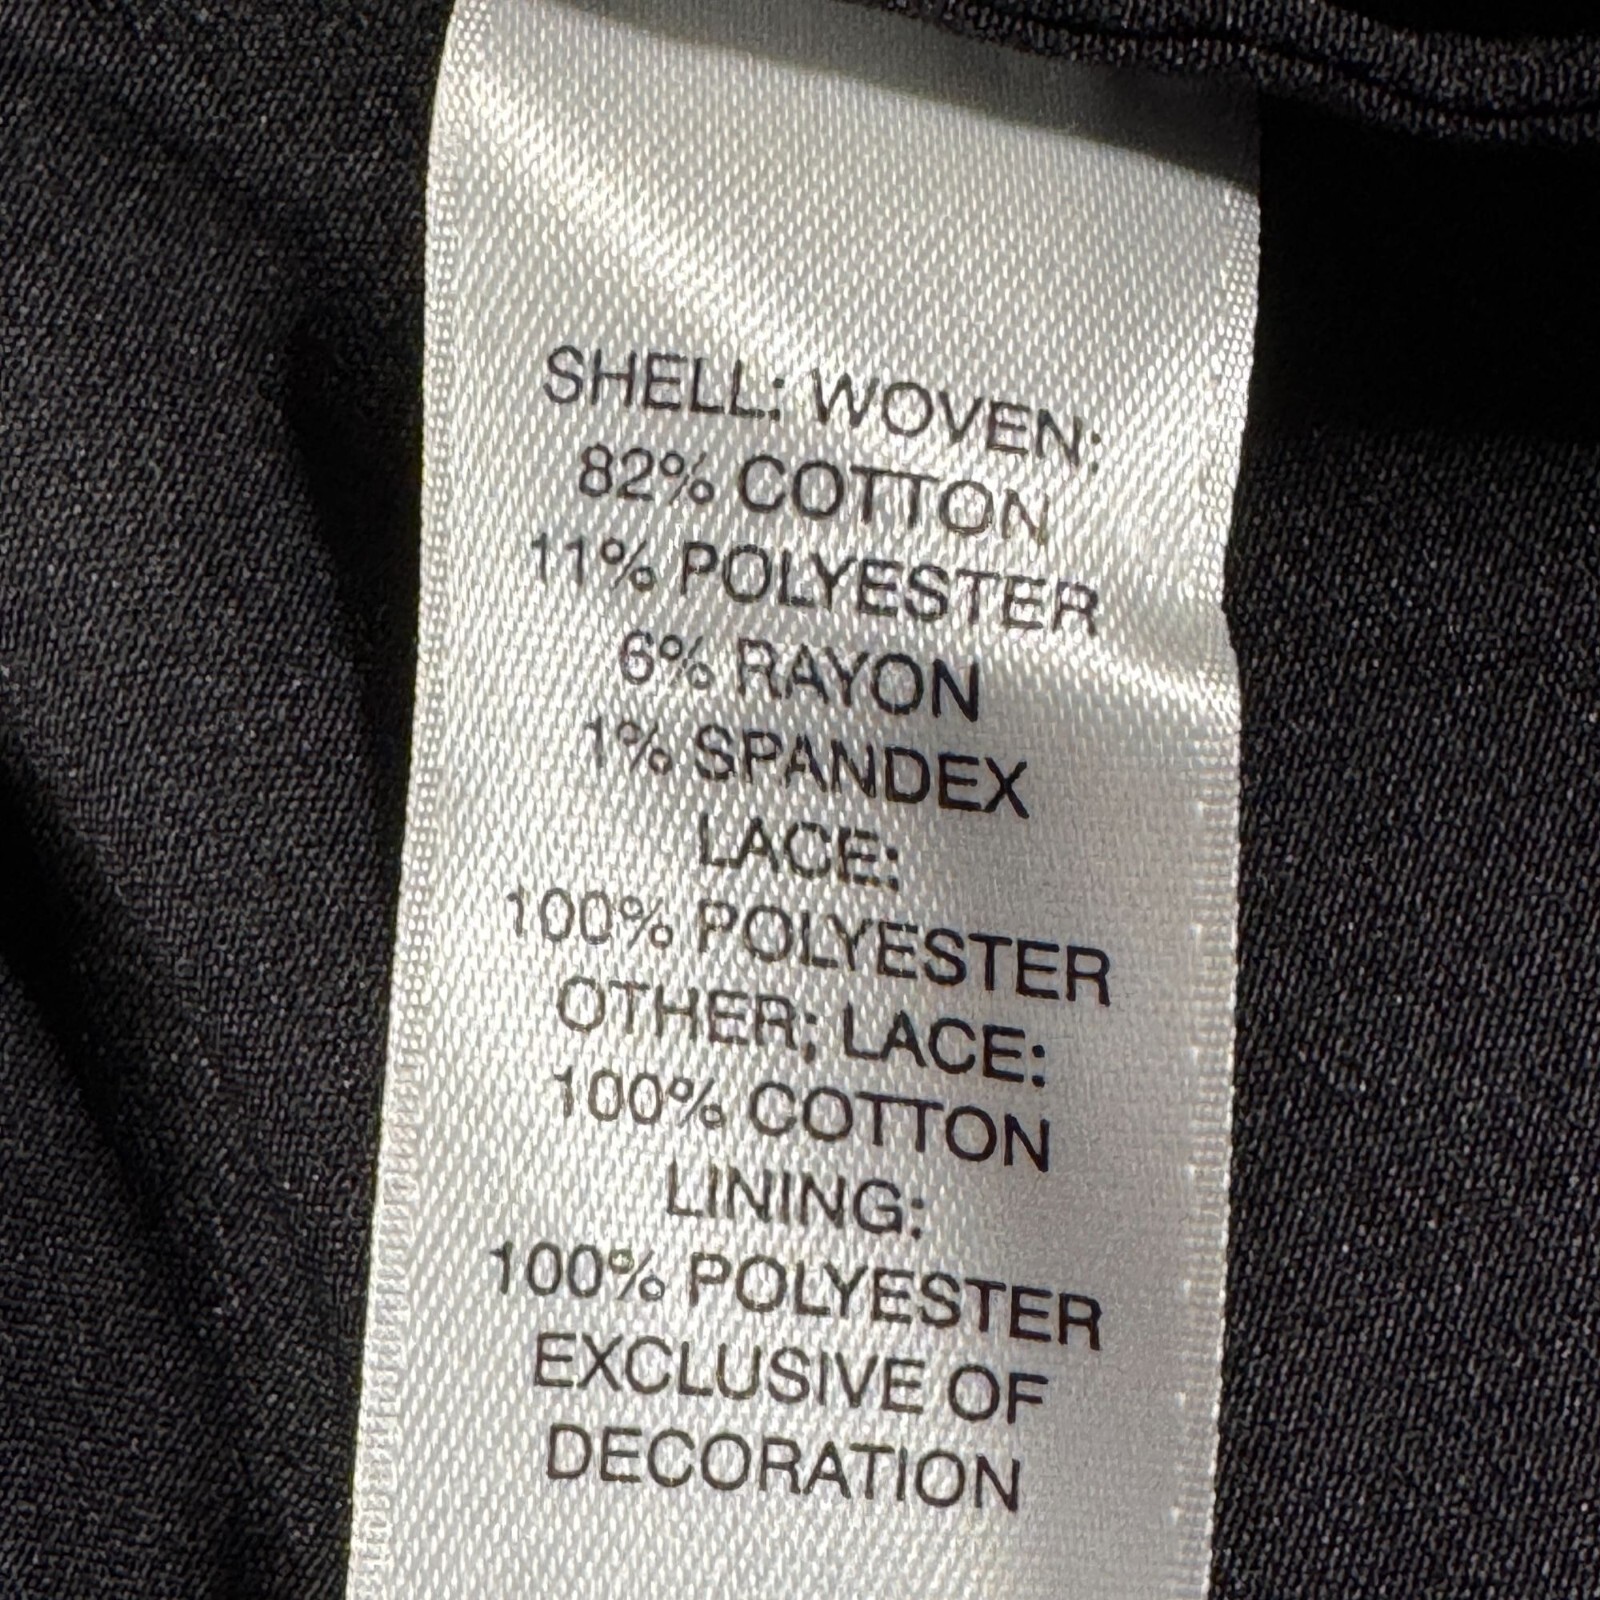 SHELL: WOVEN:
82% COTTON
11% POLYESTER
6% RAYON
1% SPANDEX
LACE:
100% POLYESTER
OTHER; LACE:
100% COTTON
LINING:
100% POLYESTER
EXCLUSIVE OF
DECORATION